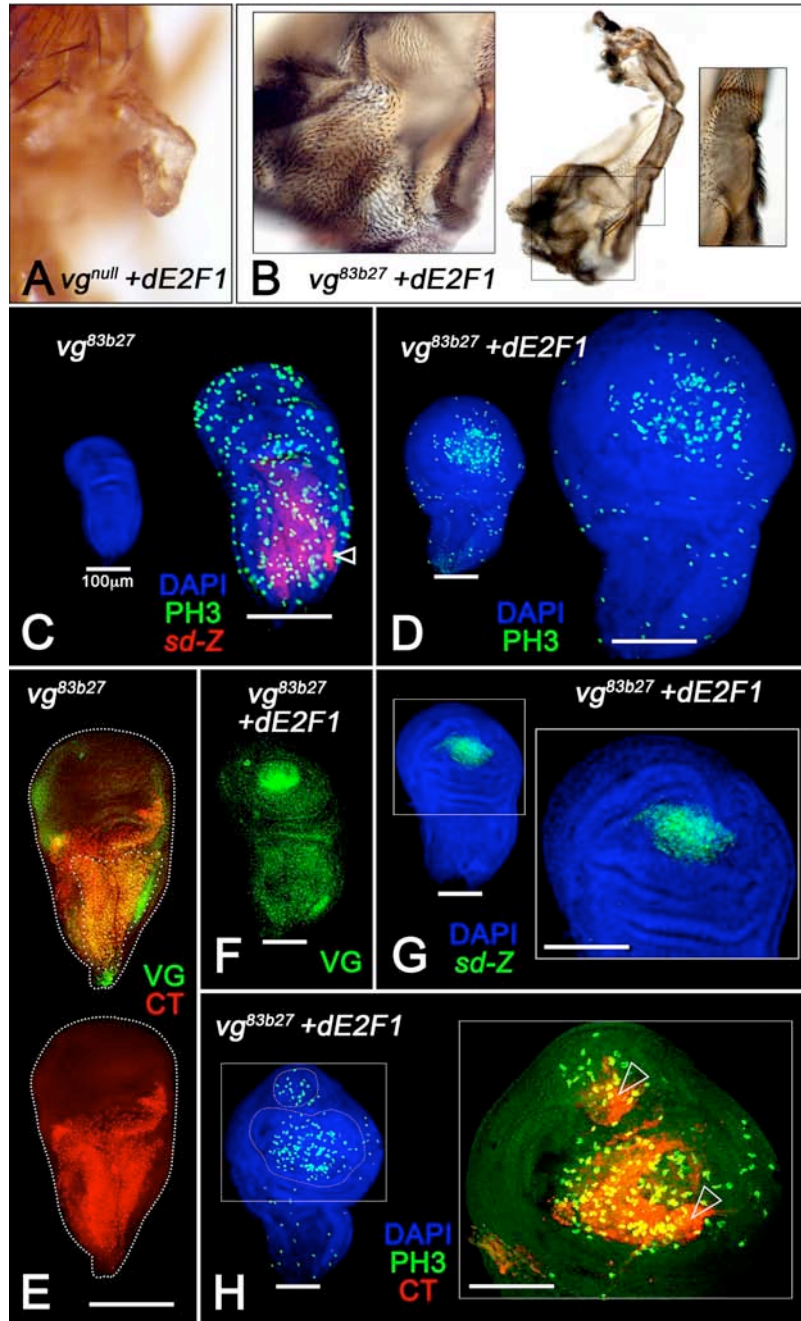 A vg^null +dE2F1
B vg^83b27 +dE2F1
vg^83b27
100µm
DAPI
PH3
sd-Z
C
vg^83b27 +dE2F1
DAPI
PH3
D
vg^83b27
VG
CT
E
vg^83b27
+dE2F1
F
VG
vg^83b27 +dE2F1
DAPI
sd-Z
G
vg^83b27 +dE2F1
DAPI
PH3
CT
H